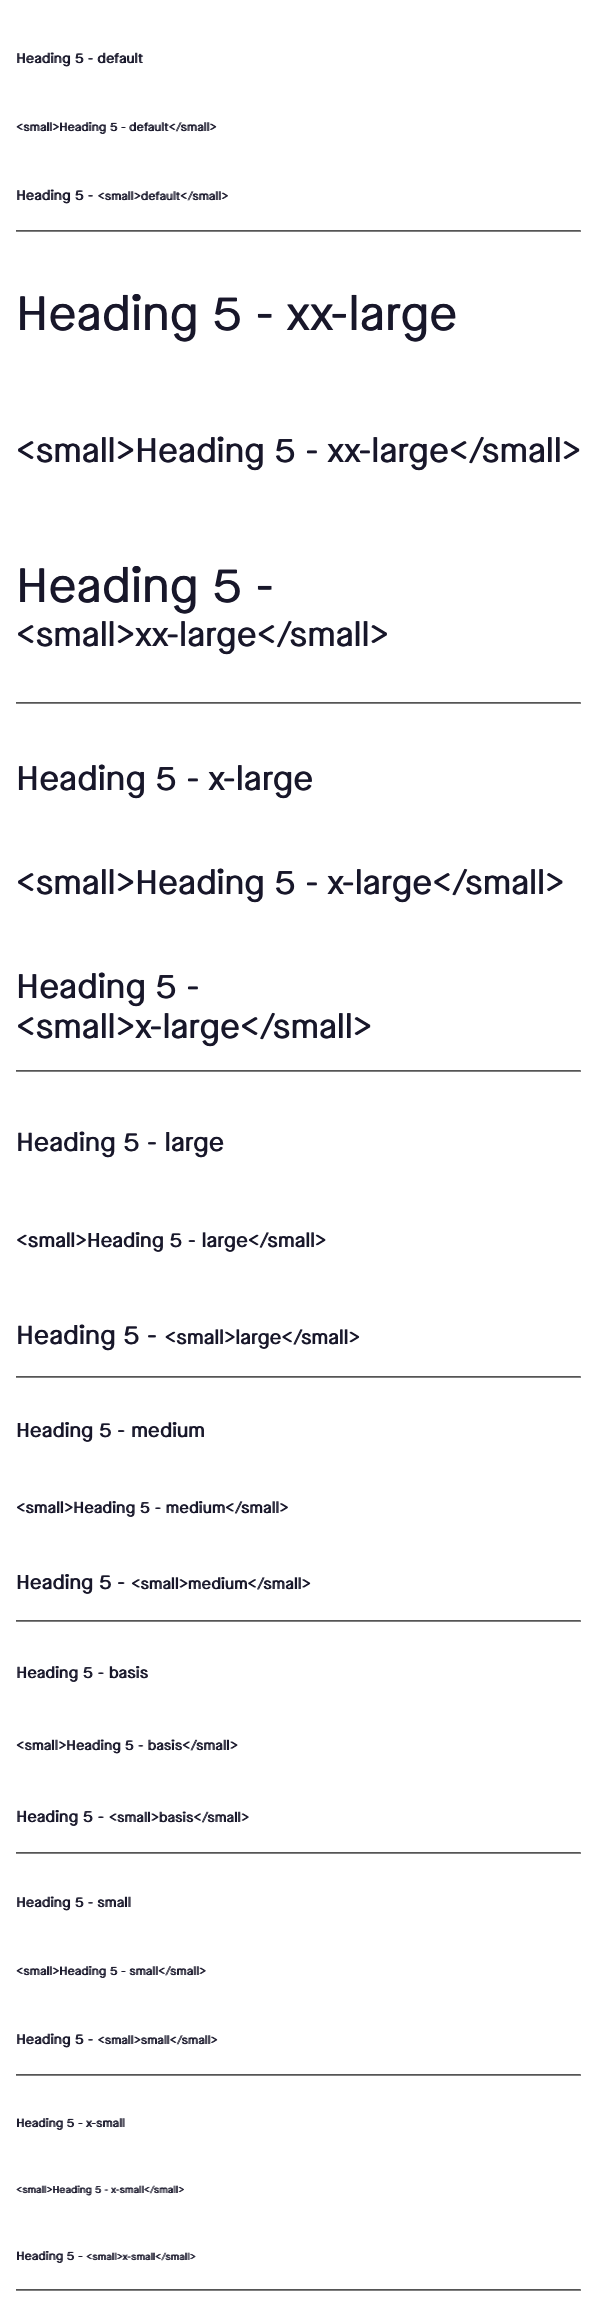 Heading 5 - default
<small>Heading 5 - default</small>
Heading 5 - <small>default</small>
Heading 5 - xx-large
<small>Heading 5 - xx-large</small>
Heading 5 -
<small>xx-large</small>
Heading 5 - x-large
<small>Heading 5 - x-large</small>
Heading 5 -
<small>x-large</small>
Heading 5 - large
<small>Heading 5 - large</small>
Heading 5 - <small>large</small>
Heading 5 - medium
<small>Heading 5 - medium</small>
Heading 5 - <small>medium</small>
Heading 5 - basis
<small>Heading 5 - basis</small>
Heading 5 - <small>basis</small>
Heading 5 - small
<small>Heading 5 - small</small>
Heading 5 - <small>small</small>
Heading 5 - x-small
<small>Heading 5 - x-small</small>
Heading 5 - <small>x-small</small>